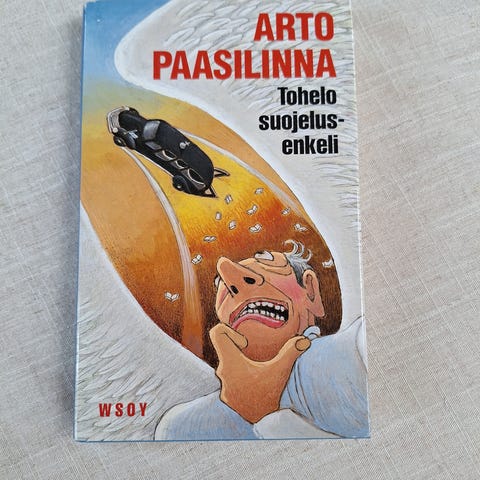 ARTO
PAASILINNA
Tohelo
suojelus-
enkeli
WSOY